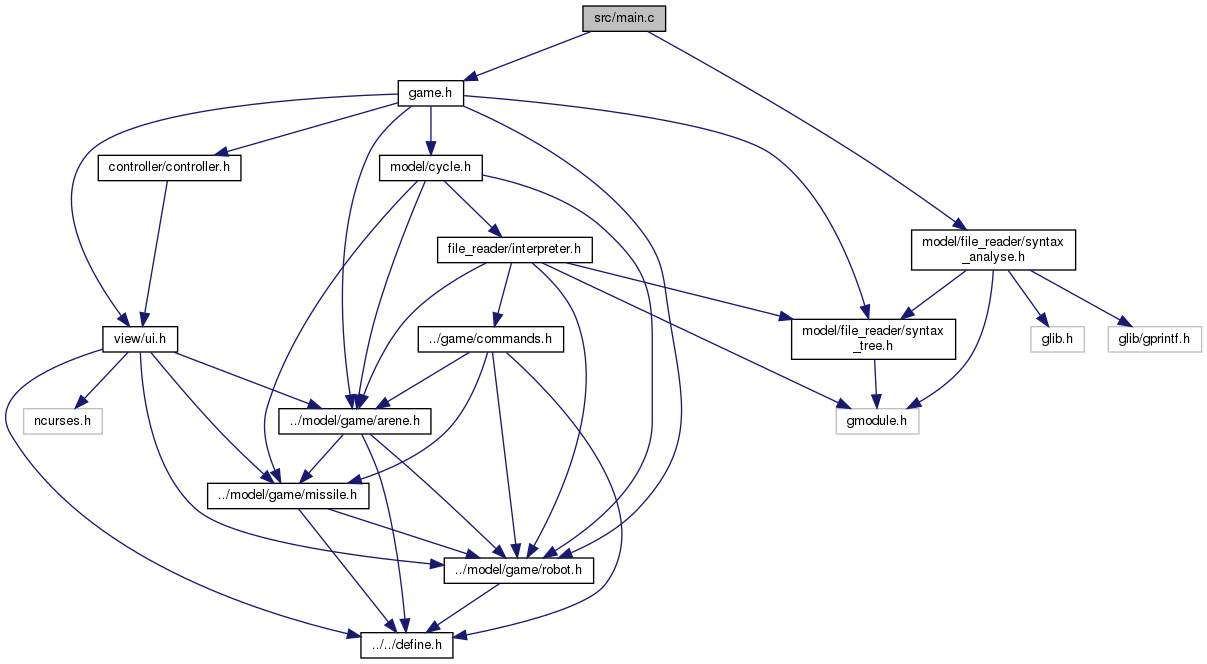 src/main.c
game.h
controller/controller.h
model/cycle.h
file_reader/interpreter.h
model/file_reader/syntax
_analyse.h
view/ui.h
../game/commands.h
model/file_reader/syntax
_tree.h
glib.h
glib/gprintf.h
ncurses.h
../model/game/arene.h
gmodule.h
../model/game/missile.h
../model/game/robot.h
../../define.h